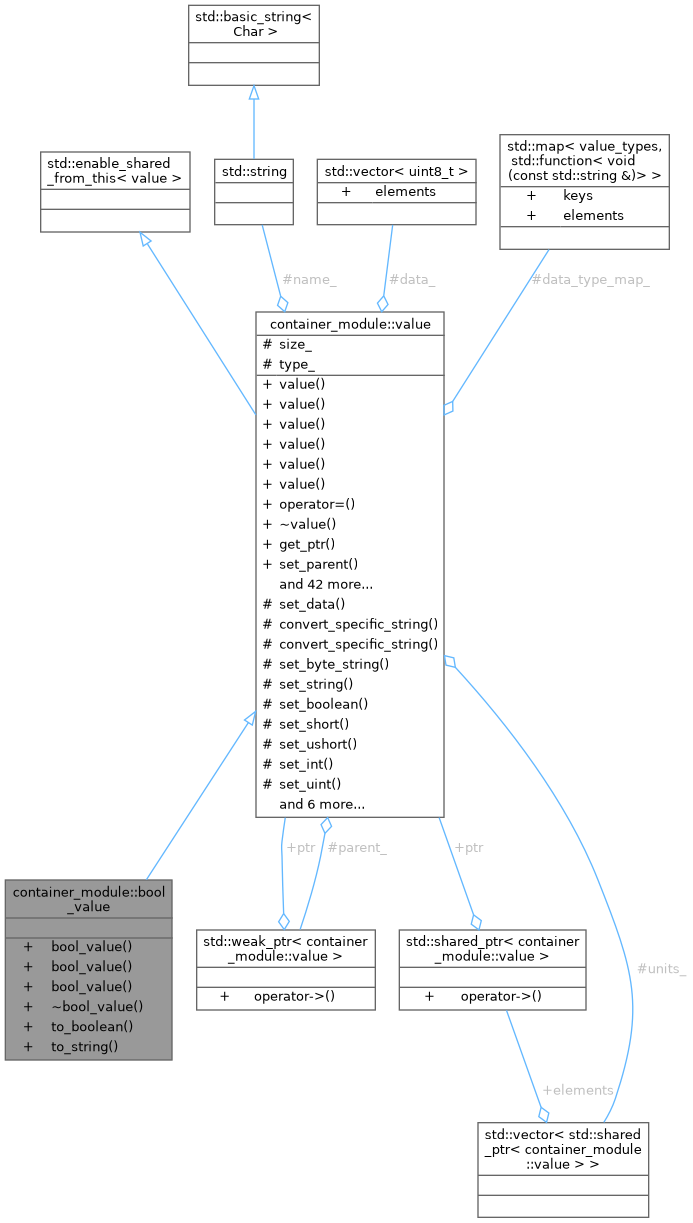 std::basic_string<
Char >
std::enable_shared
_from_this< value >
std::string
std::vector< uint8_t >
+ elements
std::map< value_types,
std::function< void
(const std::string &)> >
+ keys
+ elements
#name_
#data_
#data_type_map_
container_module::value
# size_
# type_
+ value()
+ value()
+ value()
+ value()
+ value()
+ value()
+ operator=()
+ ~value()
+ get_ptr()
+ set_parent()
and 42 more...
# set_data()
# convert_specific_string()
# convert_specific_string()
# set_byte_string()
# set_string()
# set_boolean()
# set_short()
# set_ushort()
# set_int()
# set_uint()
and 6 more...
+ptr
#parent_
+ptr
container_module::bool
_value
+ bool_value()
+ bool_value()
+ bool_value()
+ ~bool_value()
+ to_boolean()
+ to_string()
std::weak_ptr< container
_module::value >
+ operator->()
std::shared_ptr< container
_module::value >
+ operator->()
#units_
+elements
std::vector< std::shared
_ptr< container_module
::value > >